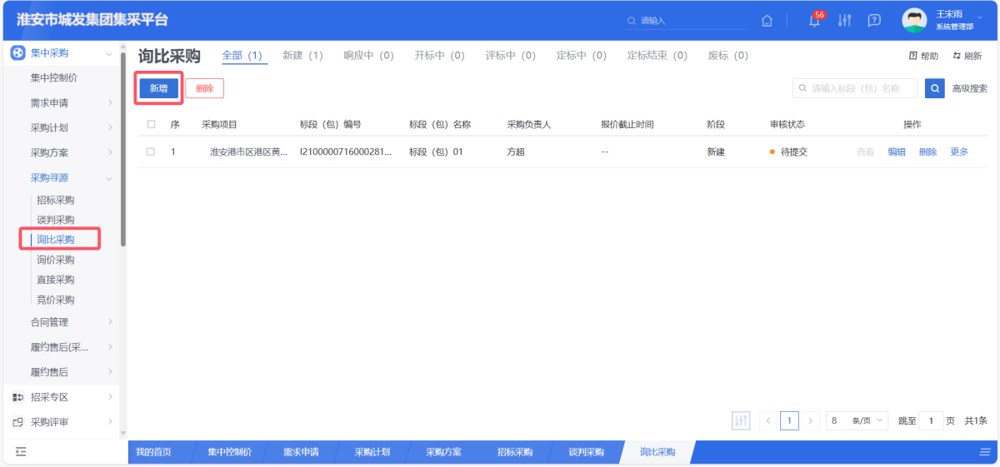 淮安市城发集团集采平台
请输入
56
王宋雨
系统管理部
集中采购
集中控制价
需求申请
采购计划
采购方案
采购寻源
招标采购
谈判采购
询比采购
询价采购
直接采购
竞价采购
合同管理
履约售后(采...
履约售后
招采专区
采购评审
询比采购
全部（1） 新建（1） 响应中（0） 开标中（0） 评标中（0） 定标中（0） 定标结束（0） 废标（0）
帮助 刷新
新增 删除
请输入标段（包）名称
高级搜索
序 采购项目 标段（包）编号 标段（包）名称 采购负责人 报价截止时间 阶段 审核状态 操作
1 淮安港市区港区黄... I2100000716000281... 标段（包）01 方超 -- 新建 待提交 查看 编辑 删除 更多
1 8 条/页 跳至 1 页 共1条
我的首页 集中控制价 需求申请 采购计划 采购方案 招标采购 谈判采购 询比采购